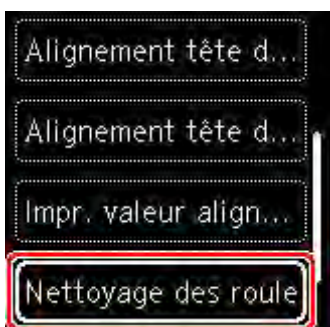 Alignement tête d...
Alignement tête d...
Impr. valeur align...
Nettoyage des roule